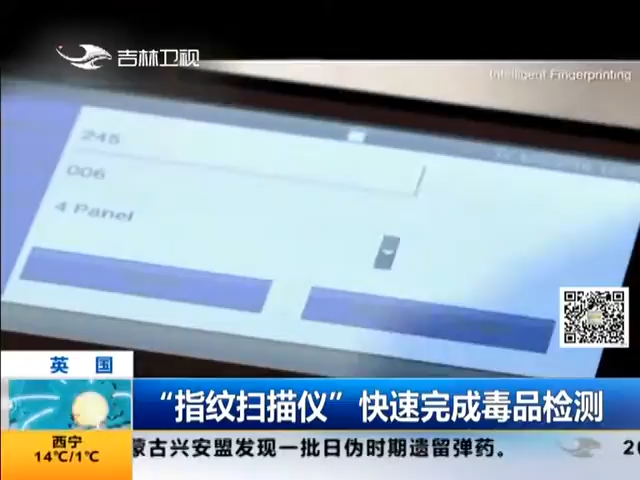 吉林卫视
Intelligent Fingerprinting
245
006
4 Panel
英 国
“指纹扫描仪”快速完成毒品检测
西宁
14℃/1℃
蒙古兴安盟发现一批日伪时期遗留弹药。